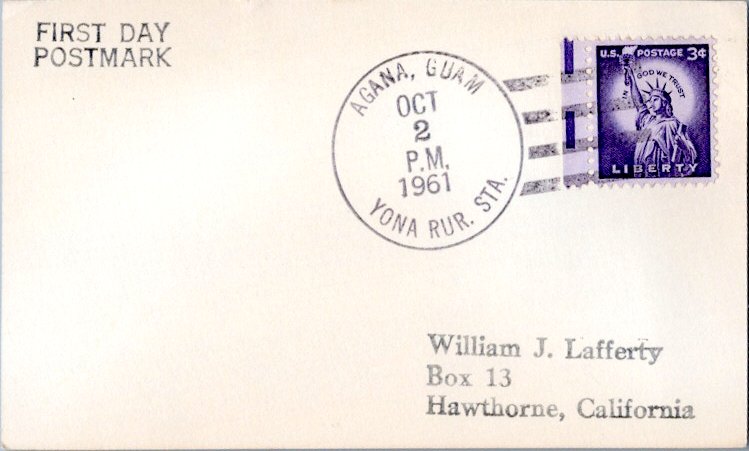 FIRST DAY
POSTMARK
AGANA, GUAM
OCT
2
P.M.
1961
YONA RUR. STA.
U.S. POSTAGE 3¢
IN GOD WE TRUST
LIBERTY
William J. Lafferty
Box 13
Hawthorne, California